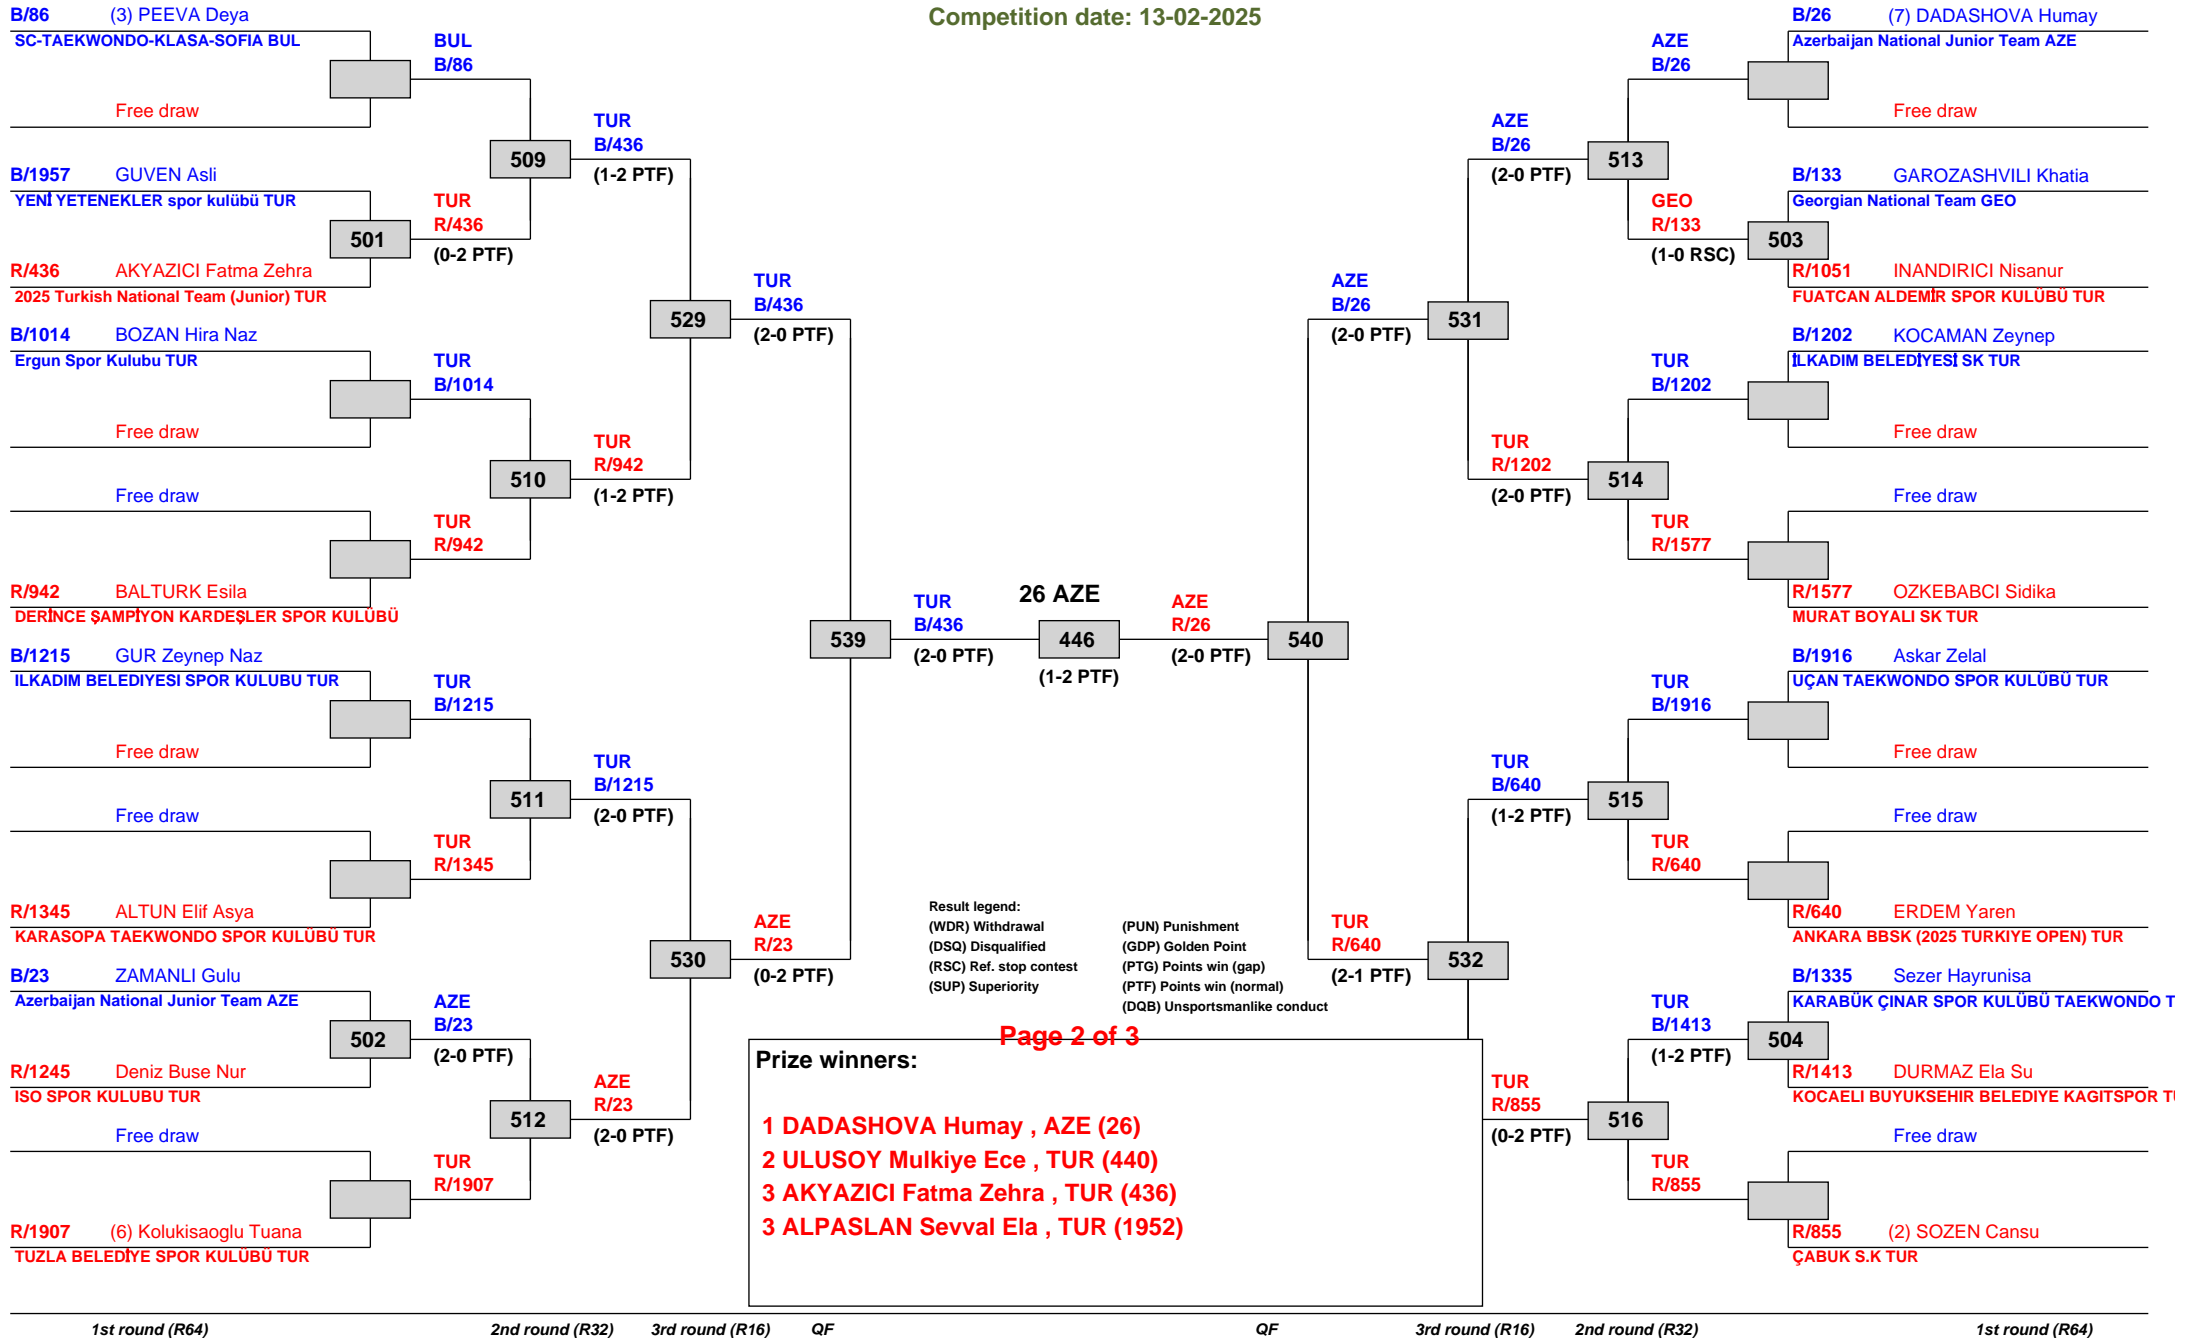 Competition date: 13-02-2025
B/86 (3) PEEVA Deya
SC-TAEKWONDO-KLASA-SOFIA BUL
Free draw
B/1957 GUVEN Asli
YENİ YETENEKLER spor kulübü TUR
501
R/436 AKYAZICI Fatma Zehra
2025 Turkish National Team (Junior) TUR
B/1014 BOZAN Hira Naz
Ergun Spor Kulubu TUR
Free draw
Free draw
R/942 BALTURK Esila
DERİNCE ŞAMPİYON KARDEŞLER SPOR KULÜBÜ
B/1215 GUR Zeynep Naz
ILKADIM BELEDIYESI SPOR KULUBU TUR
Free draw
Free draw
R/1345 ALTUN Elif Asya
KARASOPA TAEKWONDO SPOR KULÜBÜ TUR
B/23 ZAMANLI Gulu
Azerbaijan National Junior Team AZE
502
R/1245 Deniz Buse Nur
ISO SPOR KULUBU TUR
Free draw
R/1907 (6) Kolukisaoglu Tuana
TUZLA BELEDİYE SPOR KULÜBÜ TUR
BUL
B/86
509
TUR
R/436
(0-2 PTF)
TUR
B/1014
510
TUR
R/942
TUR
B/1215
511
TUR
R/1345
AZE
B/23
(2-0 PTF)
512
TUR
R/1907
TUR
B/436
(1-2 PTF)
529
TUR
R/942
(1-2 PTF)
TUR
B/1215
(2-0 PTF)
530
AZE
R/23
(2-0 PTF)
TUR
B/436
(2-0 PTF)
539
AZE
R/23
(0-2 PTF)
TUR
B/436
(2-0 PTF)
26 AZE
446
(1-2 PTF)
AZE
R/26
(2-0 PTF)
540
AZE
B/26
(2-0 PTF)
531
TUR
R/640
(2-1 PTF)
532
AZE
B/26
(2-0 PTF)
513
TUR
R/1202
(2-0 PTF)
514
TUR
B/640
(1-2 PTF)
515
TUR
R/855
(0-2 PTF)
516
AZE
B/26
GEO
R/133
(1-0 RSC)
503
TUR
B/1202
TUR
R/1577
TUR
B/1916
TUR
R/640
TUR
B/1413
(1-2 PTF)
504
TUR
R/855
B/26 (7) DADASHOVA Humay
Azerbaijan National Junior Team AZE
Free draw
B/133 GAROZASHVILI Khatia
Georgian National Team GEO
R/1051 INANDIRICI Nisanur
FUATCAN ALDEMİR SPOR KULÜBÜ TUR
B/1202 KOCAMAN Zeynep
İLKADIM BELEDİYESİ SK TUR
Free draw
Free draw
R/1577 OZKEBABCI Sidika
MURAT BOYALI SK TUR
B/1916 Askar Zelal
UÇAN TAEKWONDO SPOR KULÜBÜ TUR
Free draw
Free draw
R/640 ERDEM Yaren
ANKARA BBSK (2025 TURKIYE OPEN) TUR
B/1335 Sezer Hayrunisa
KARABÜK ÇINAR SPOR KULÜBÜ TAEKWONDO T
R/1413 DURMAZ Ela Su
KOCAELI BUYUKSEHIR BELEDIYE KAGITSPOR TU
Free draw
R/855 (2) SOZEN Cansu
ÇABUK S.K TUR
Result legend:
(WDR) Withdrawal (PUN) Punishment
(DSQ) Disqualified (GDP) Golden Point
(RSC) Ref. stop contest (PTG) Points win (gap)
(SUP) Superiority (PTF) Points win (normal)
(DQB) Unsportsmanlike conduct
Page 2 of 3
Prize winners:
1 DADASHOVA Humay , AZE (26)
2 ULUSOY Mulkiye Ece , TUR (440)
3 AKYAZICI Fatma Zehra , TUR (436)
3 ALPASLAN Sevval Ela , TUR (1952)
1st round (R64) 2nd round (R32) 3rd round (R16) QF QF 3rd round (R16) 2nd round (R32) 1st round (R64)